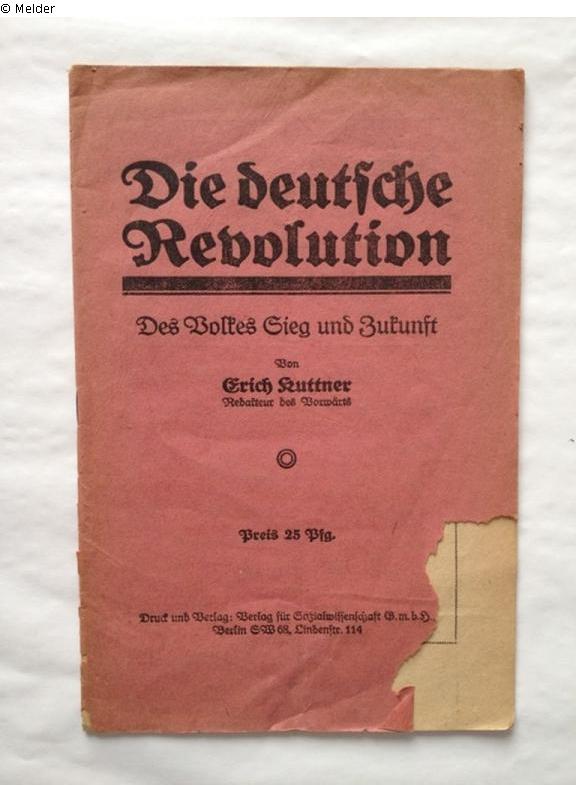 © Melder
Die deutsche
Revolution
Des Volkes Sieg und Zukunft
Von
Erich Kuttner
Redakteur des Vorwärts
Preis 25 Pfg.
Druck und Verlag: Verlag für Sozialwissenschaft G. m. b. H.,
Berlin SW 68, Lindenstr. 114